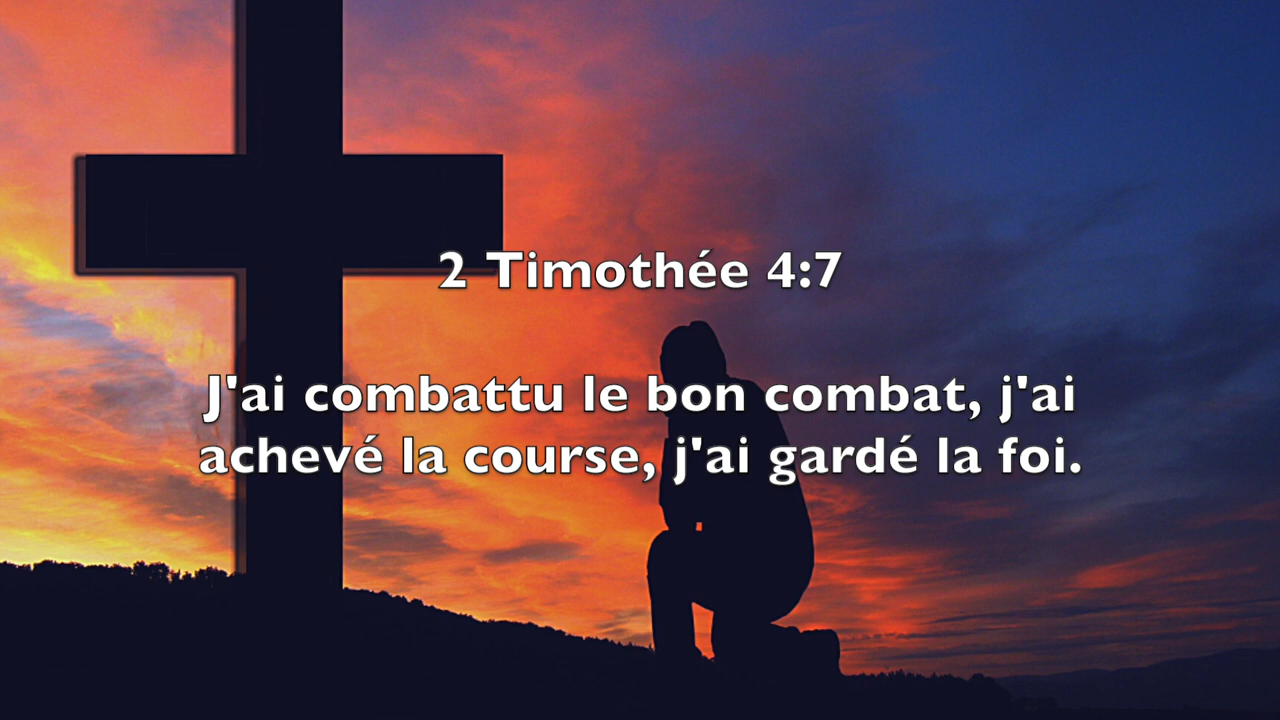 2 Timothée 4:7
J'ai combattu le bon combat, j'ai
achevé la course, j'ai gardé la foi.